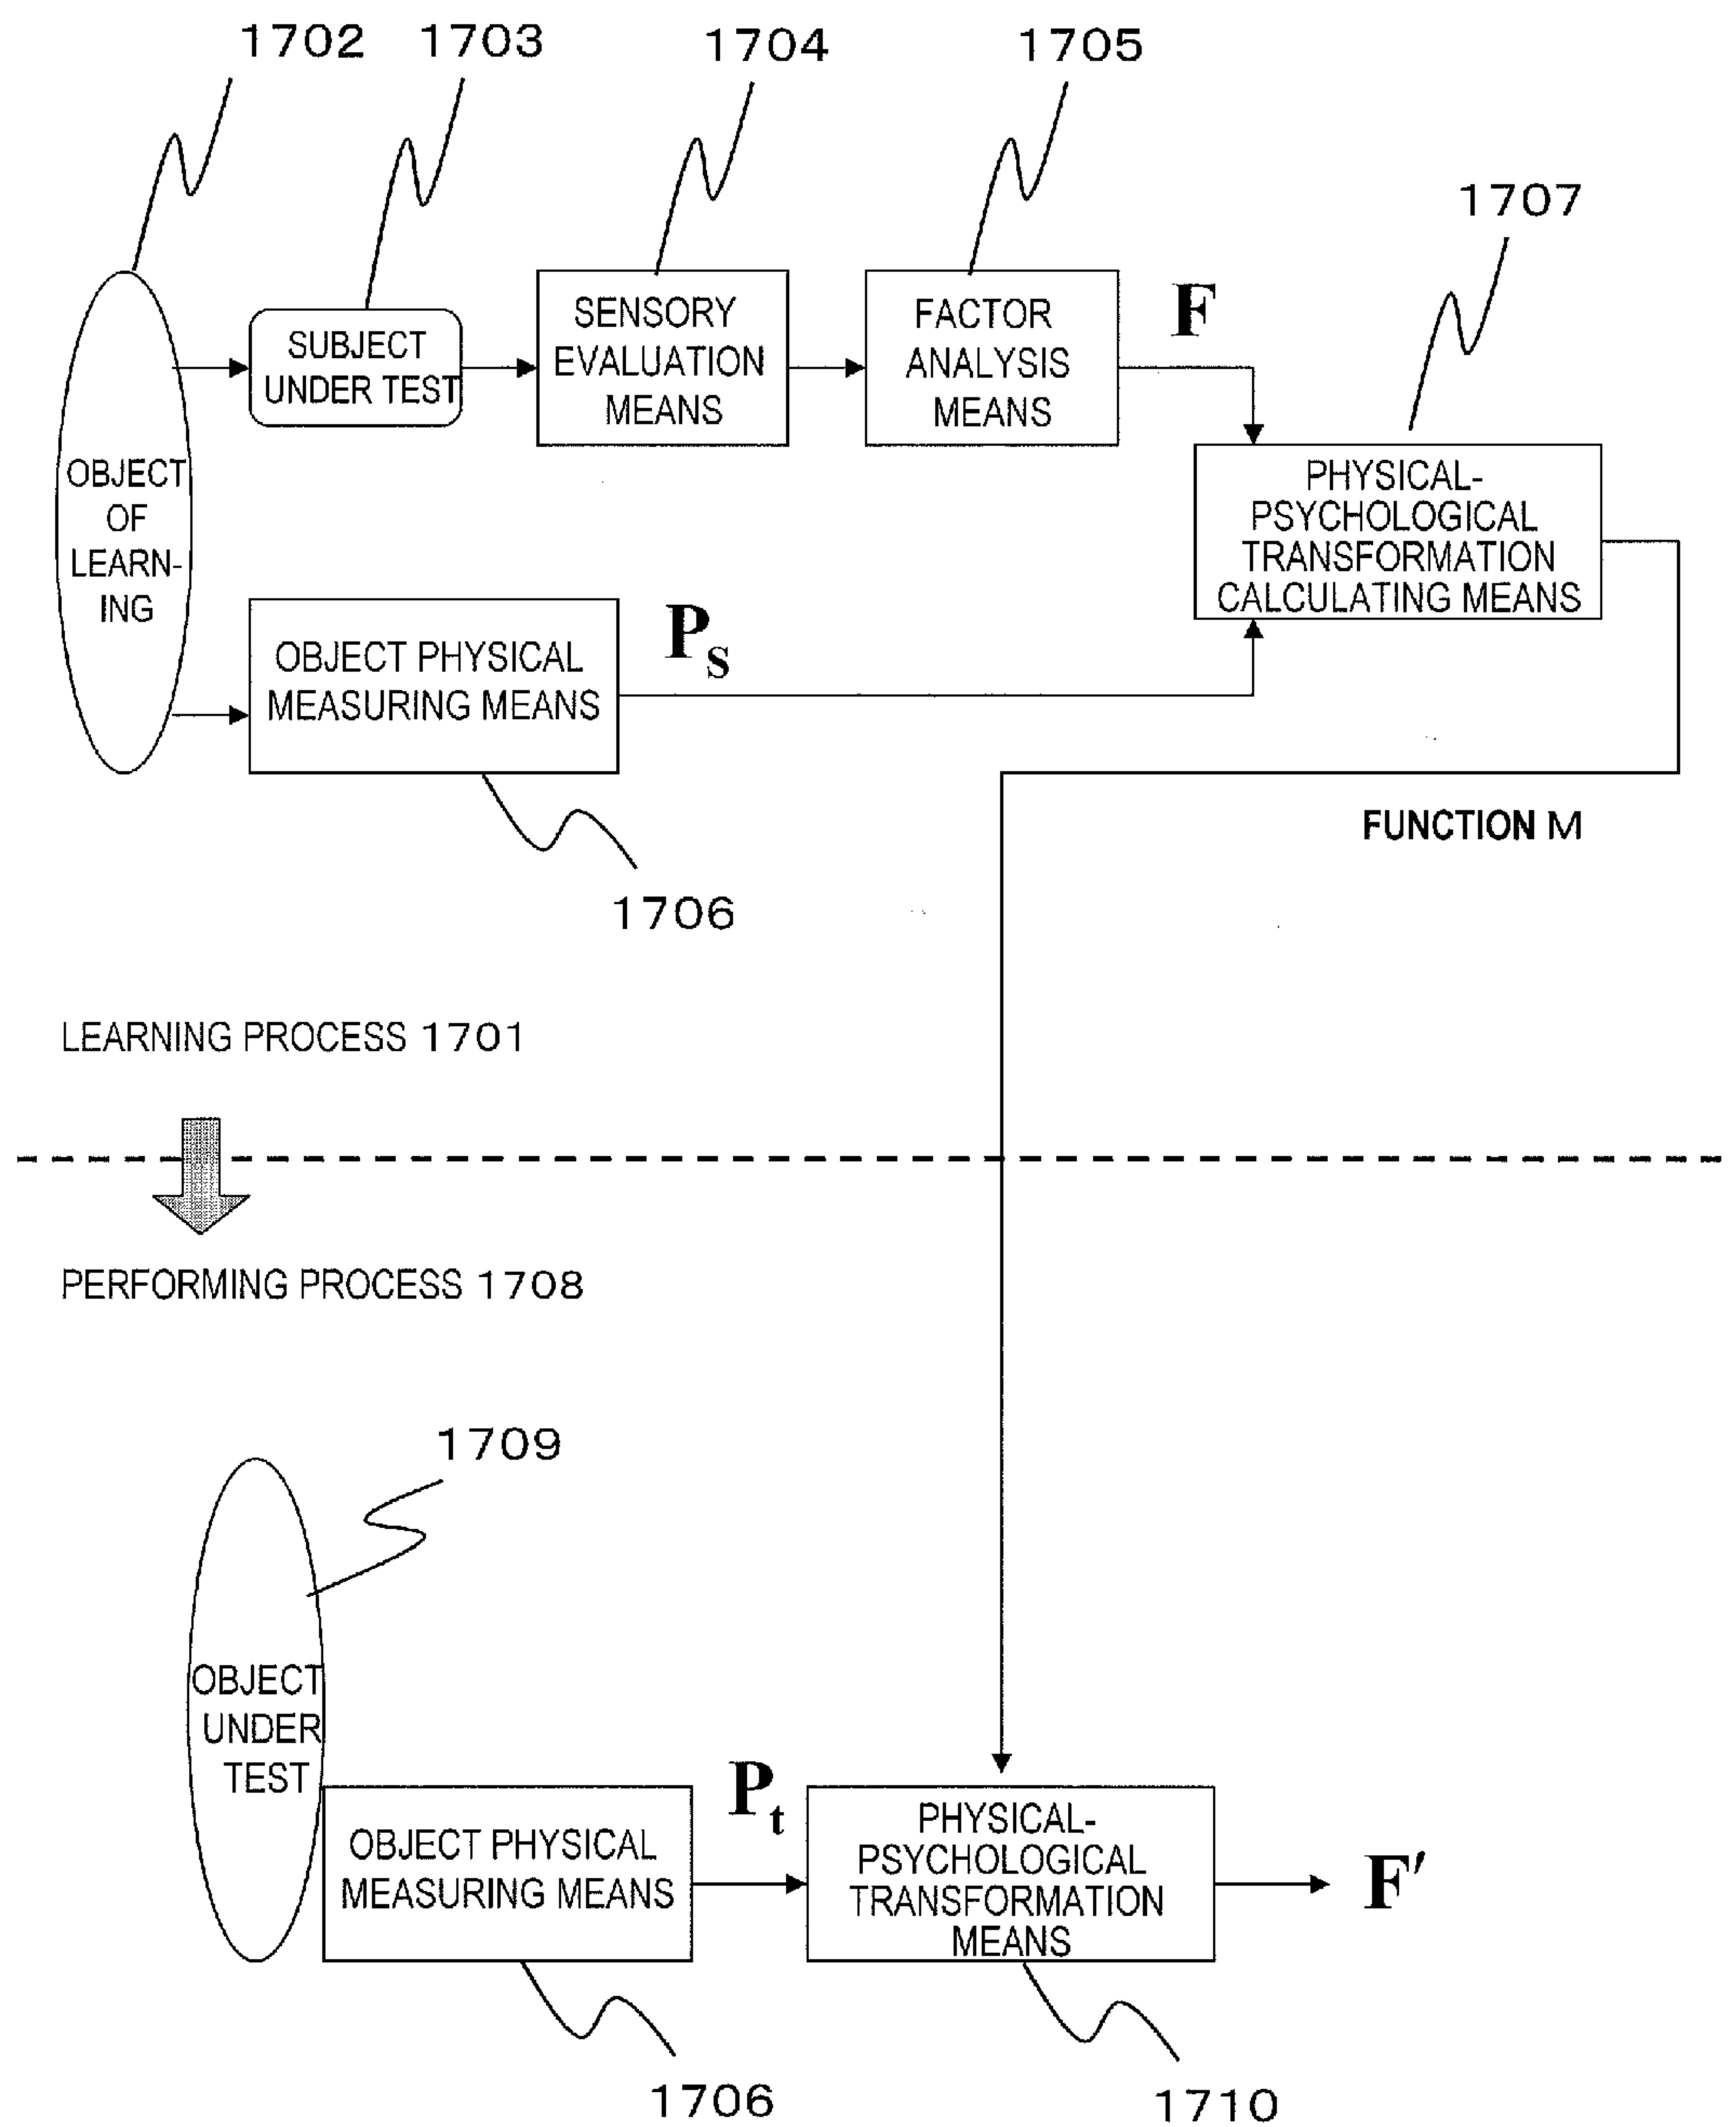 1702
1703
1704
1705
1707
SUBJECT
UNDER TEST
SENSORY
EVALUATION
MEANS
FACTOR
ANALYSIS
MEANS
F
OBJECT
OF
LEARN-
ING
PHYSICAL-
PSYCHOLOGICAL
TRANSFORMATION
CALCULATING MEANS
OBJECT PHYSICAL
MEASURING MEANS
Ps
FUNCTION M
1706
LEARNING PROCESS 1701
PERFORMING PROCESS 1708
1709
OBJECT
UNDER
TEST
OBJECT PHYSICAL
MEASURING MEANS
Pt
PHYSICAL-
PSYCHOLOGICAL
TRANSFORMATION
MEANS
F'
1706
1710